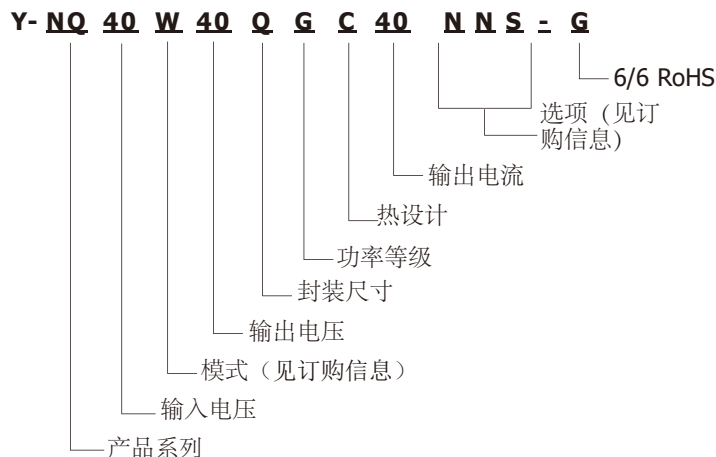 Y- NQ 40 W 40 Q G C 40 N N S - G
6/6 RoHS
选项 (见订
购信息)
输出电流
热设计
功率等级
封装尺寸
输出电压
模式（见订购信息）
输入电压
产品系列